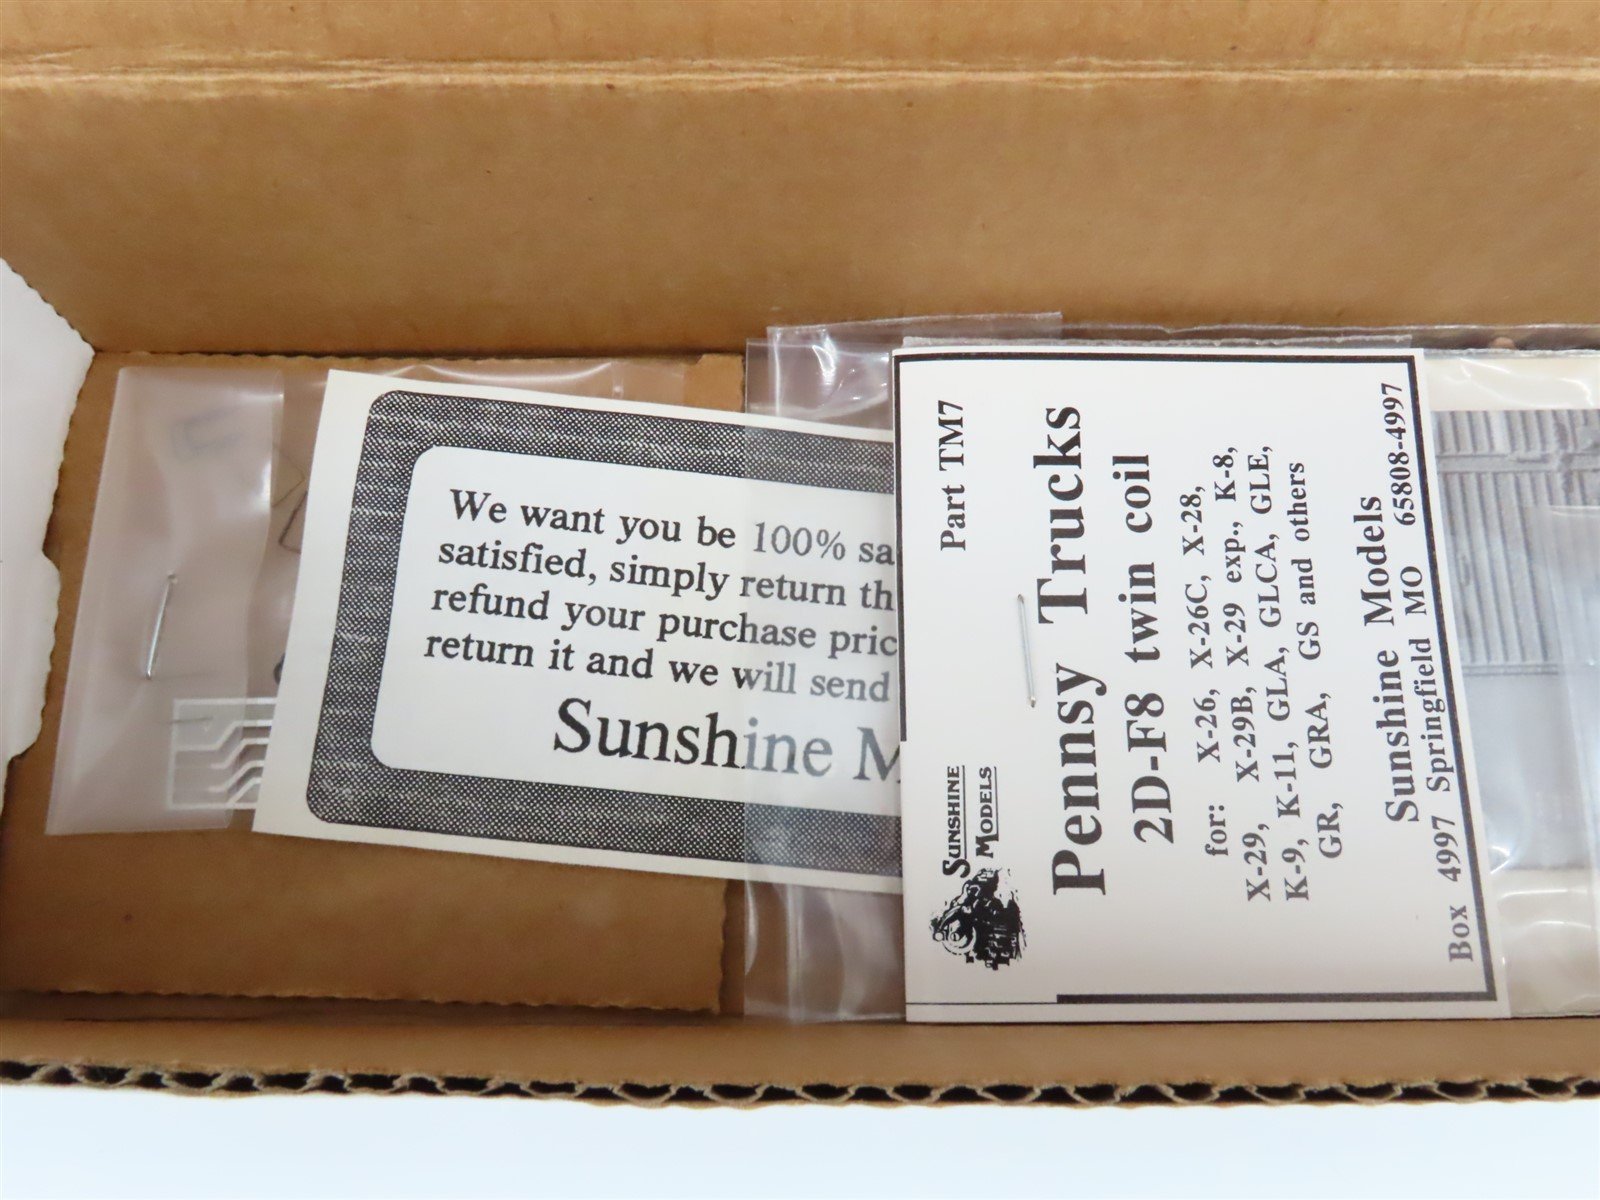 We want you be 100% sa
satisfied, simply return th
refund your purchase pric
return it and we will send
Sunshine M
SUNSHINE
MODELS
Part TM7
Pennsy Trucks
2D-F8 twin coil
for: X-26, X-26C, X-28,
X-29, X-29B, X-29 exp., K-8,
K-9, K-11, GLA, GLCA, GLE,
GR, GRA, GS and others
Sunshine Models
Box 4997 Springfield MO 65808-4997